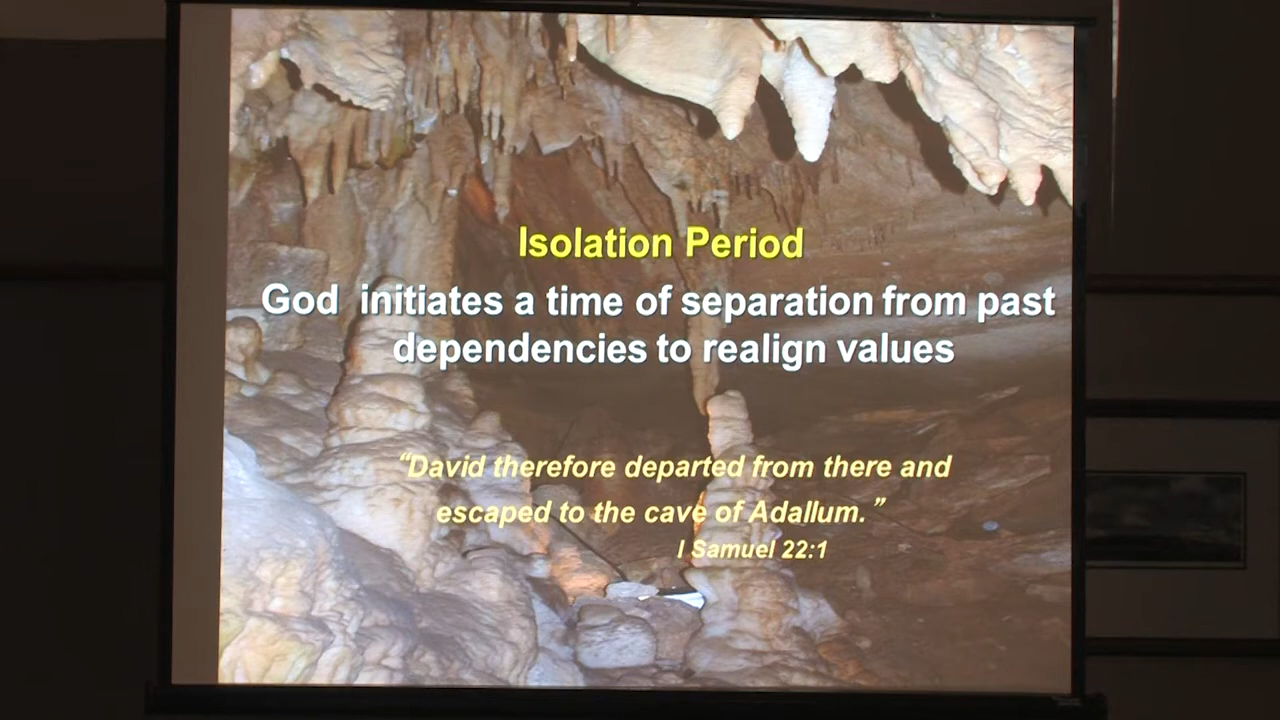 Isolation Period
God initiates a time of separation from past
dependencies to realign values
“David therefore departed from there and
escaped to the cave of Adallum.”
I Samuel 22:1